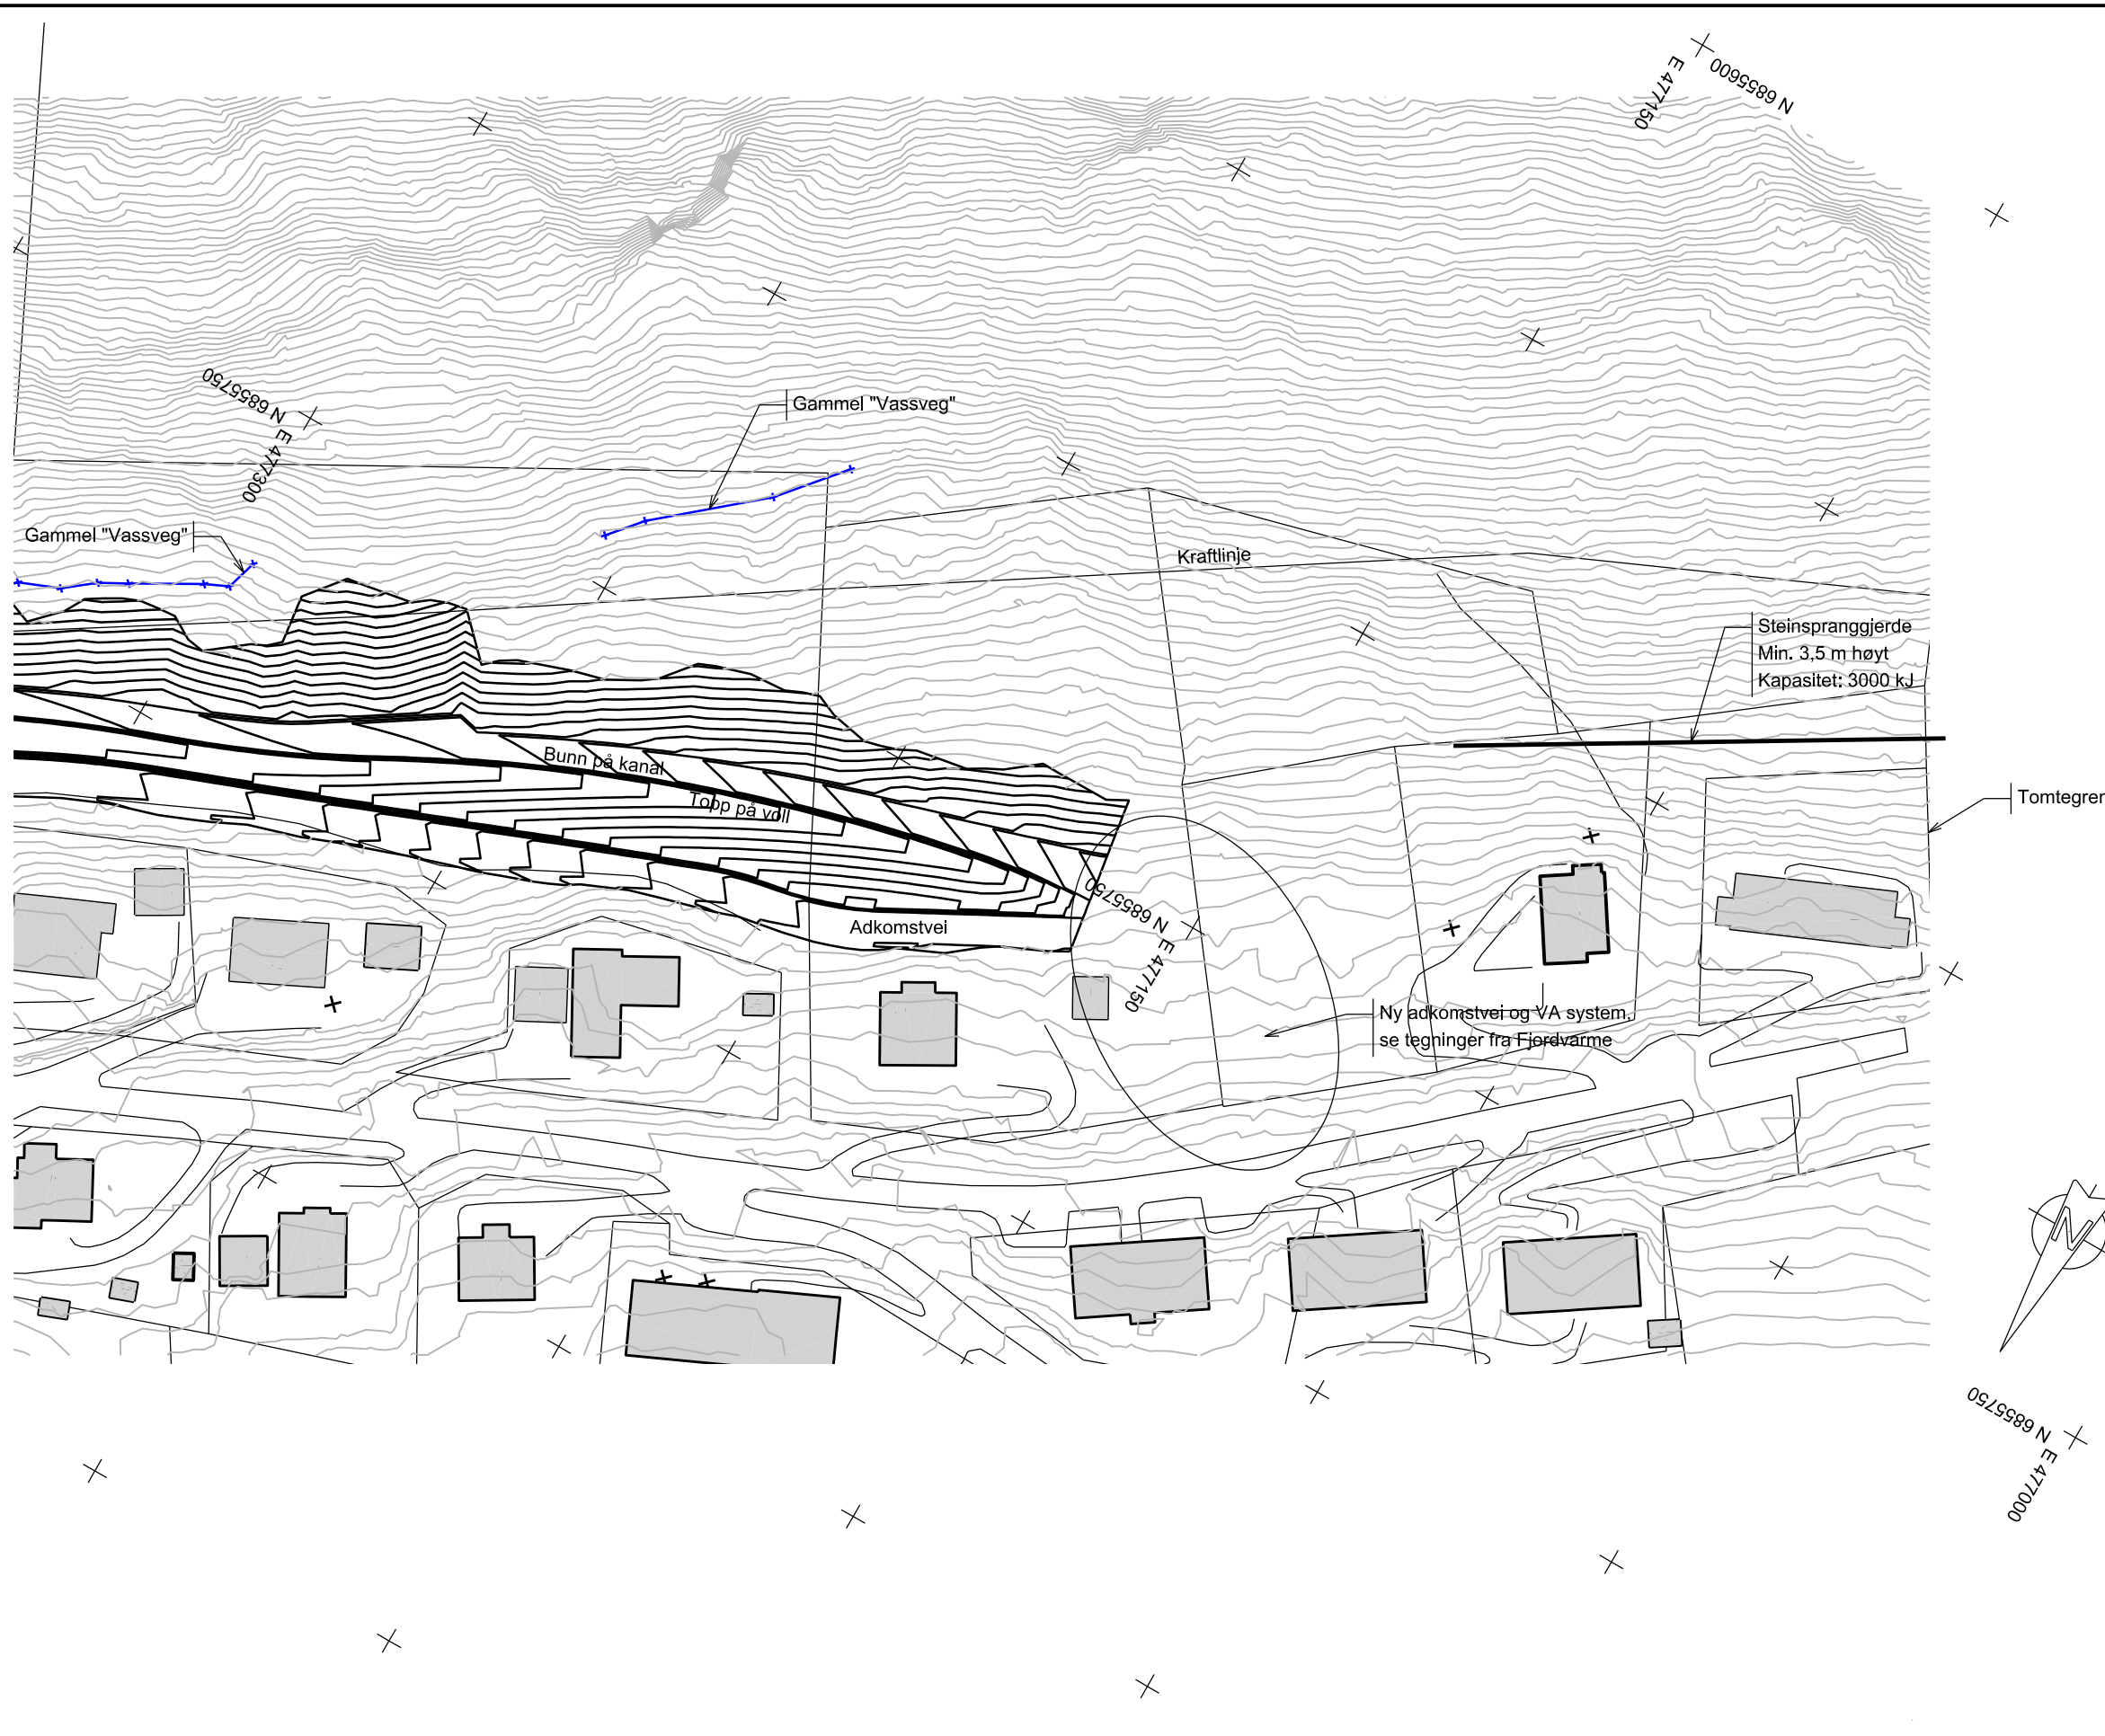 N 6855600
E 477150
N 6855750
E 477300
Gammel "Vassveg"
Gammel "Vassveg"
Kraftlinje
Steinspranggjerde
Min. 3,5 m høyt
Kapasitet: 3000 kJ
Bunn på kanal
Topp på voll
Tomtegren
Adkomstvei
N 6855750
E 477150
Ny adkomstvei og VA system,
se tegninger fra Fjordvarme
N
N 6855750
E 477000